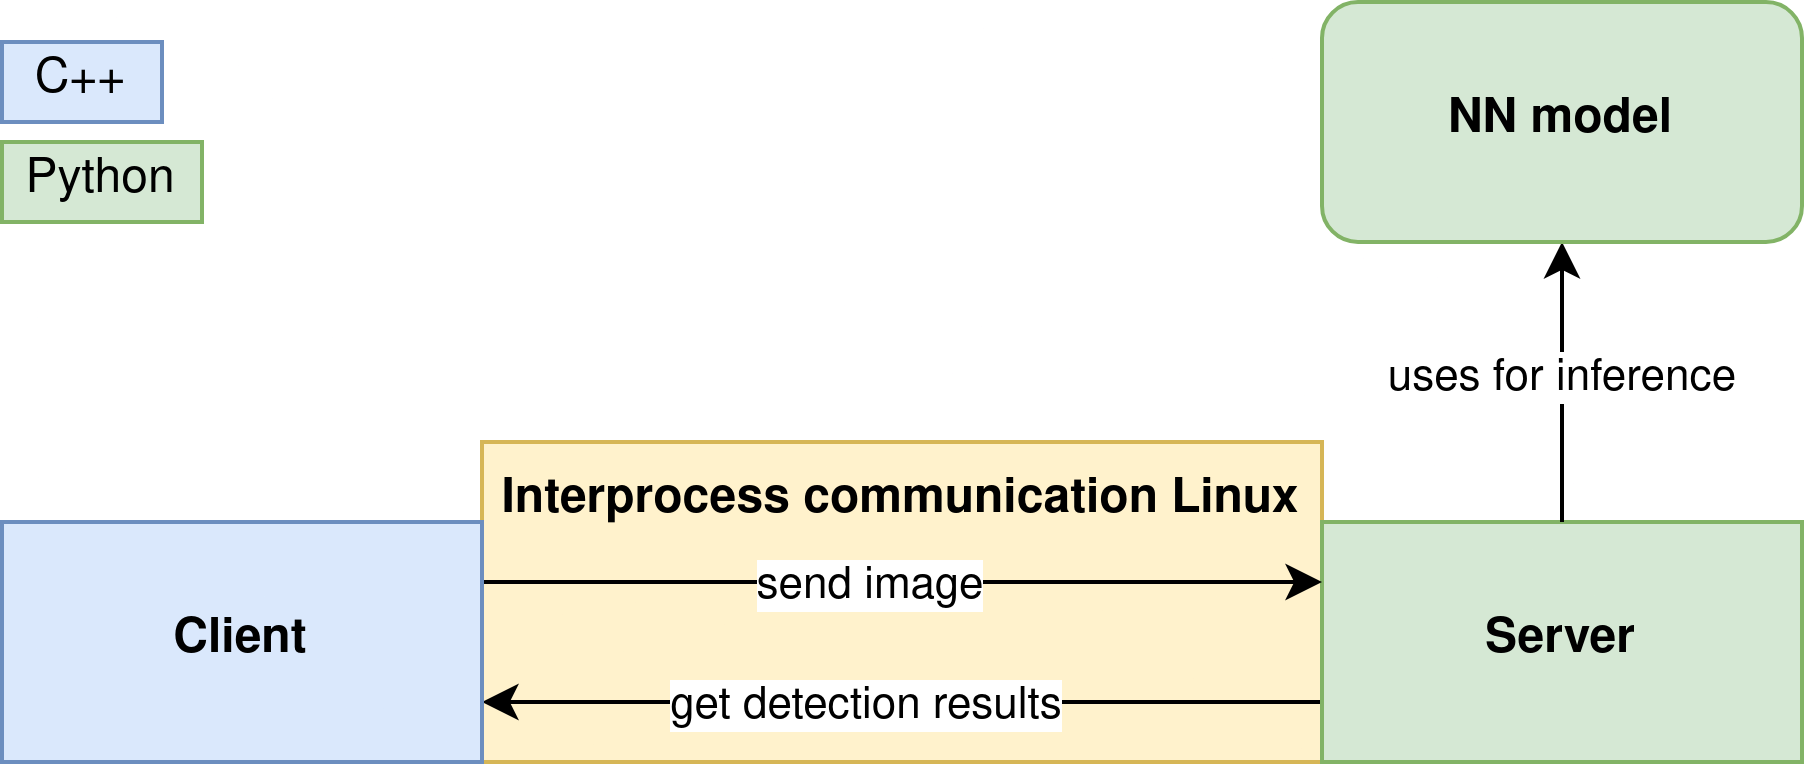 C++
Python
NN model
uses for inference
Interprocess communication Linux
send image
Client
Server
get detection results